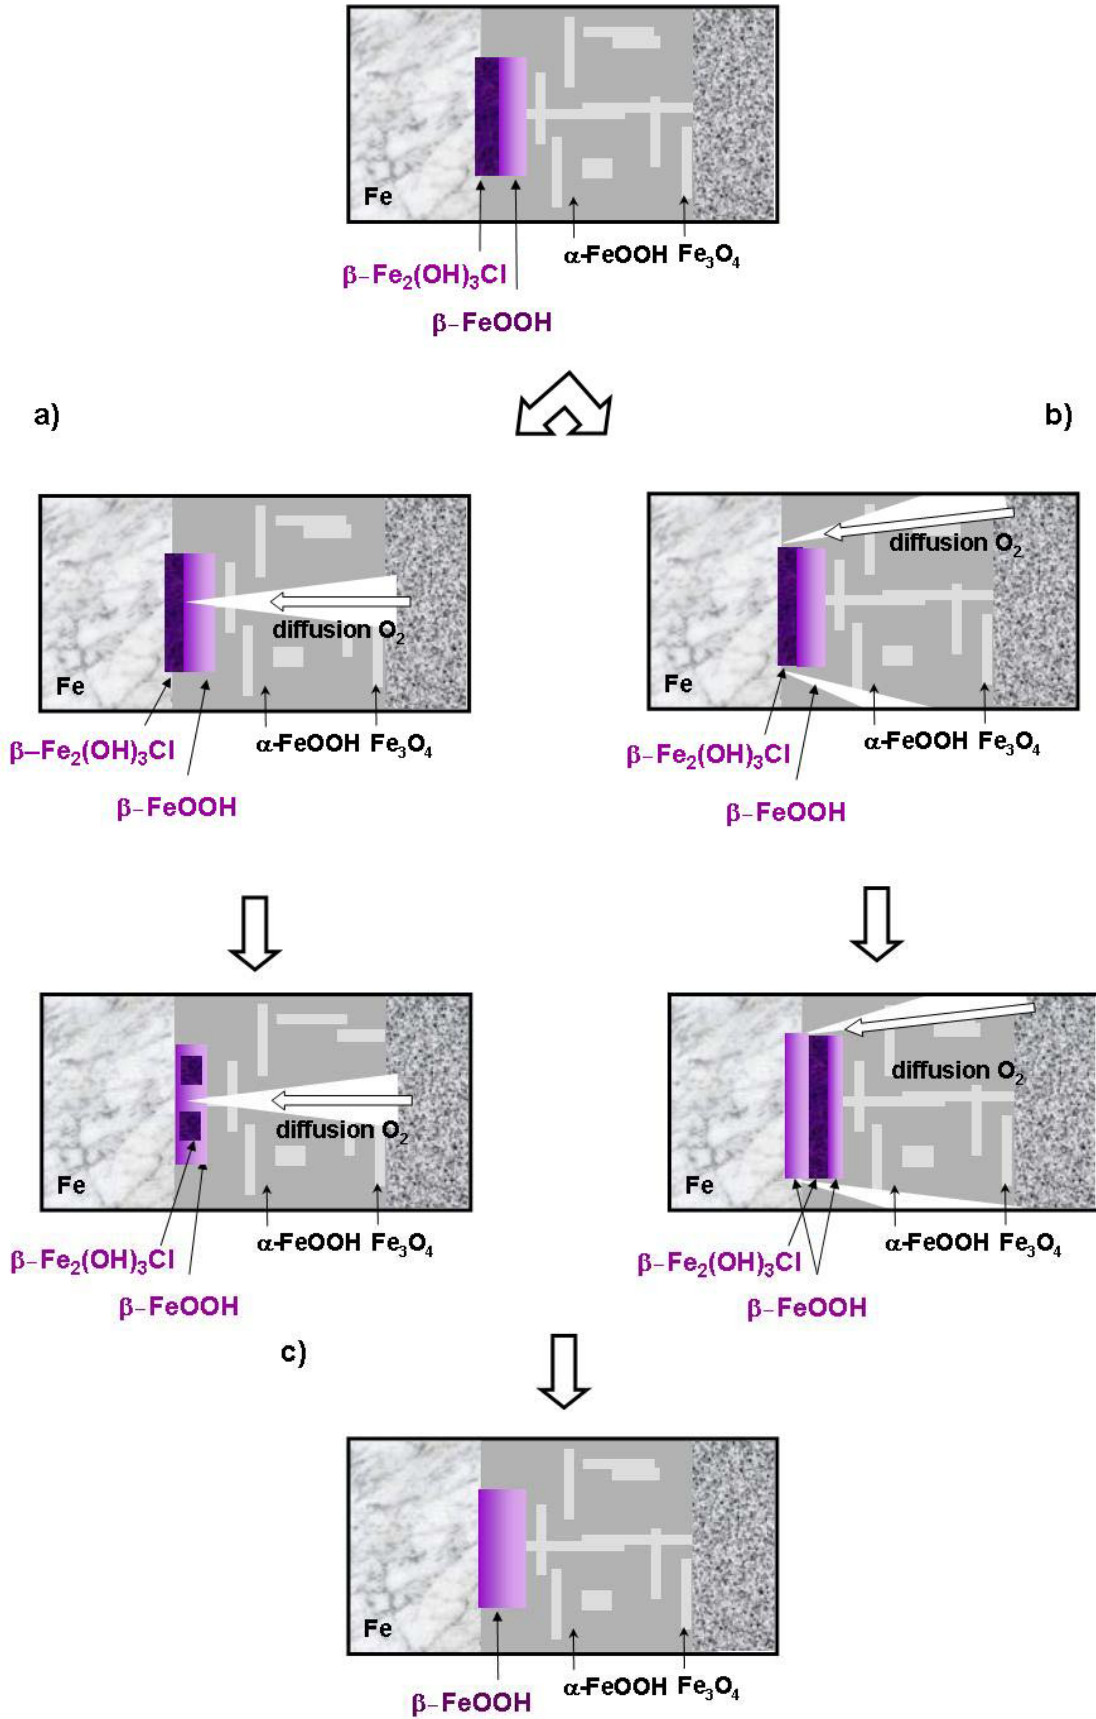 Fe
α-FeOOH Fe₃O₄
β–Fe₂(OH)₃Cl
β–FeOOH
a)
b)
diffusion O₂
Fe
α-FeOOH Fe₃O₄
β–Fe₂(OH)₃Cl
β–FeOOH
diffusion O₂
Fe
α-FeOOH Fe₃O₄
β–Fe₂(OH)₃Cl
β–FeOOH
diffusion O₂
Fe
α-FeOOH Fe₃O₄
β–Fe₂(OH)₃Cl
β–FeOOH
diffusion O₂
Fe
α-FeOOH Fe₃O₄
β–Fe₂(OH)₃Cl
β–FeOOH
c)
Fe
α-FeOOH Fe₃O₄
β–FeOOH